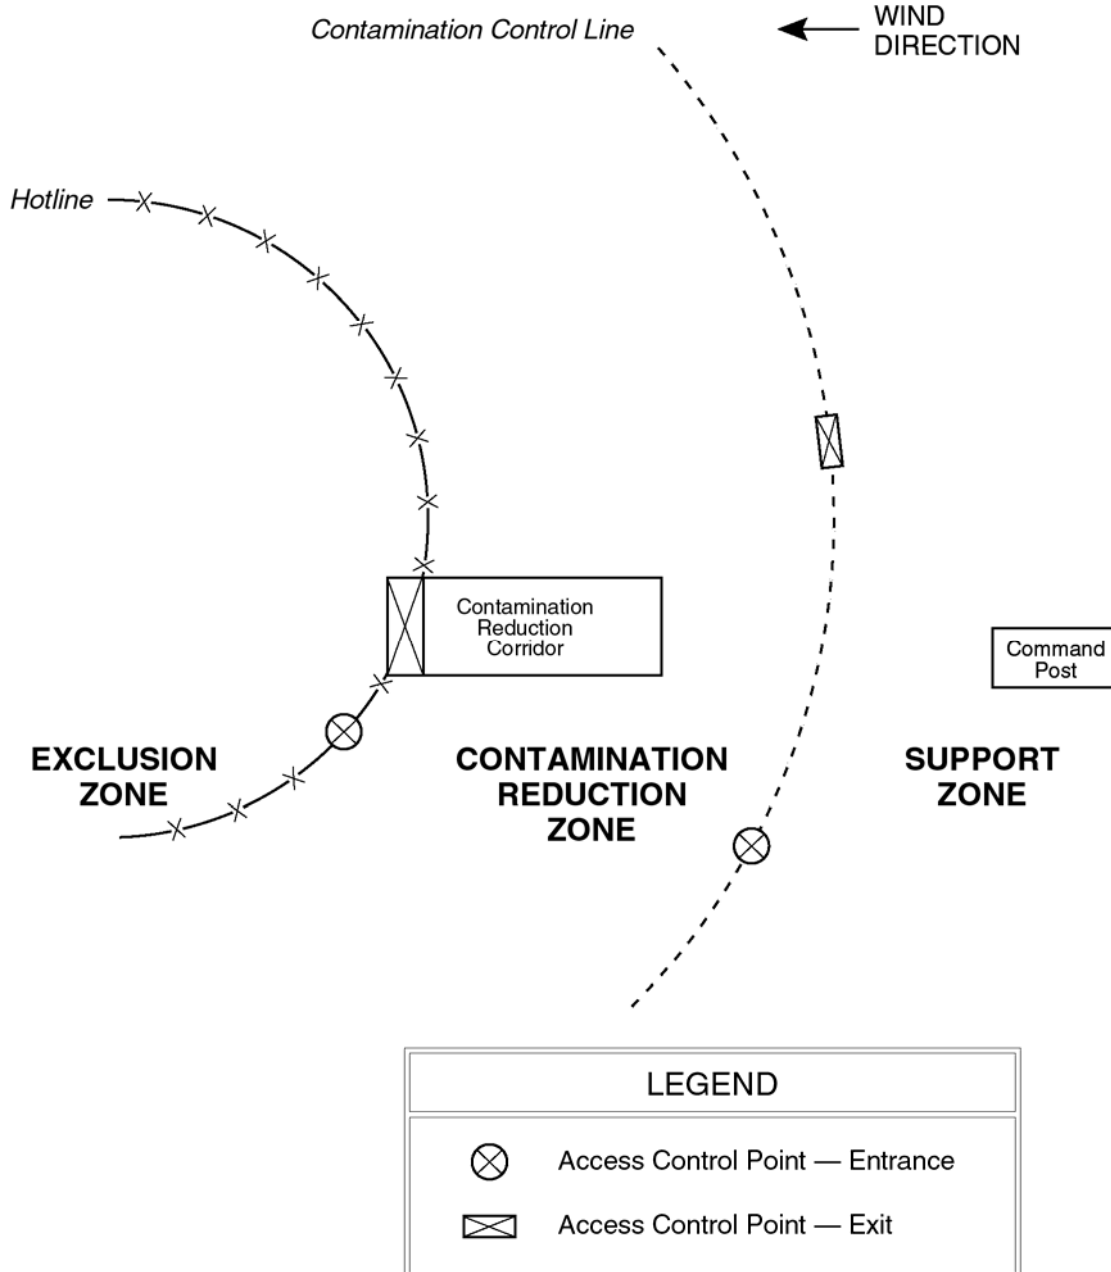 Contamination Control Line
WIND
DIRECTION
Hotline
Contamination
Reduction
Corridor
Command
Post
EXCLUSION
ZONE
CONTAMINATION
REDUCTION
ZONE
SUPPORT
ZONE
LEGEND
Access Control Point — Entrance
Access Control Point — Exit